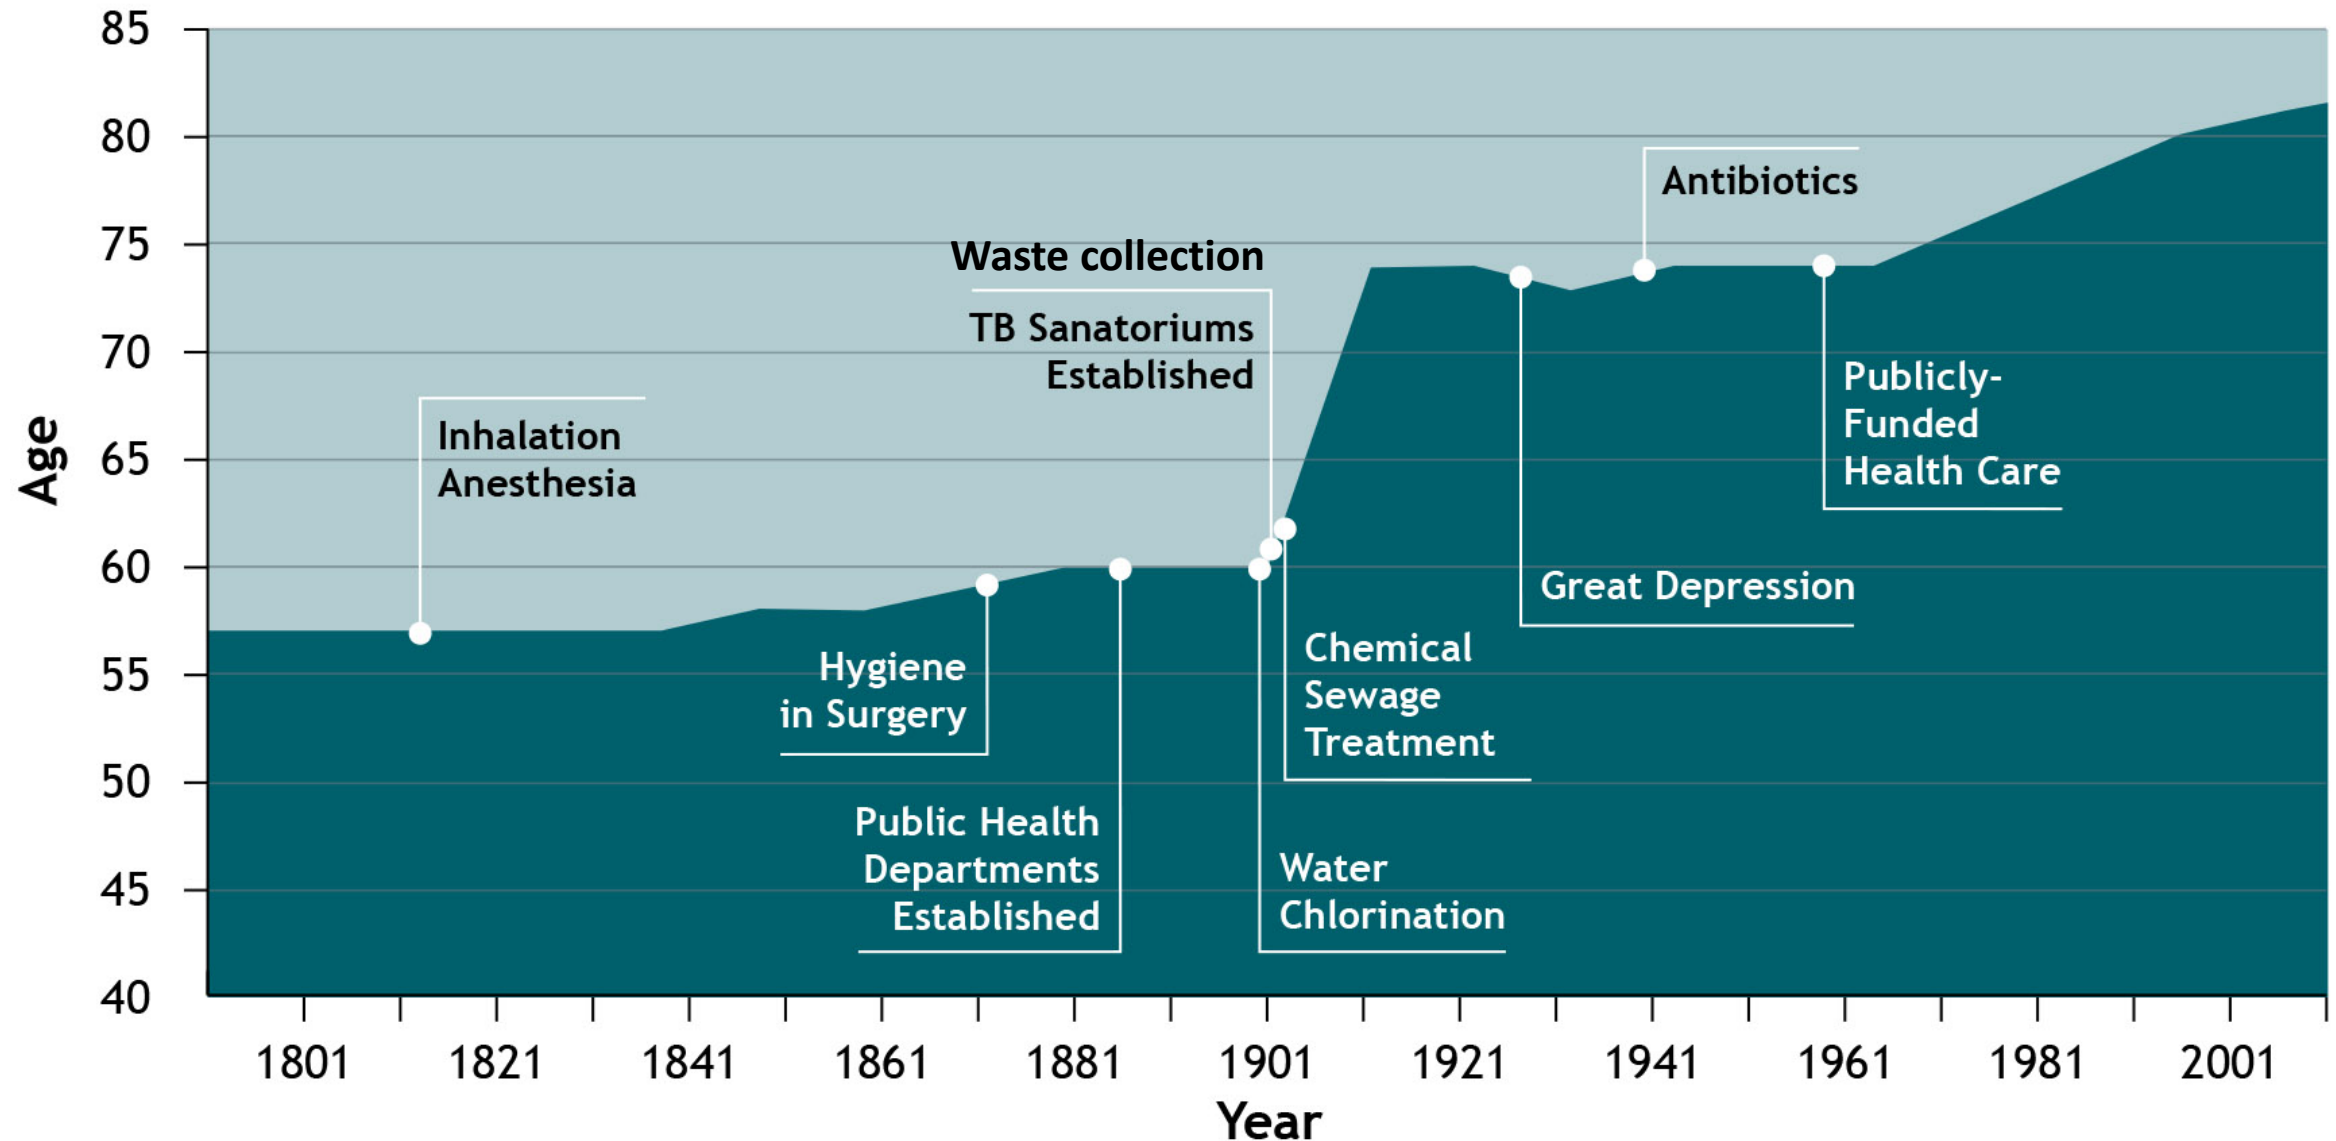 85
80
75
70
65
60
55
50
45
40
Age
Inhalation
Anesthesia
Waste collection
TB Sanatoriums
Established
Antibiotics
Publicly-
Funded
Health Care
Great Depression
Hygiene
in Surgery
Chemical
Sewage
Treatment
Public Health
Departments
Established
Water
Chlorination
1801 1821 1841 1861 1881 1901 1921 1941 1961 1981 2001
Year